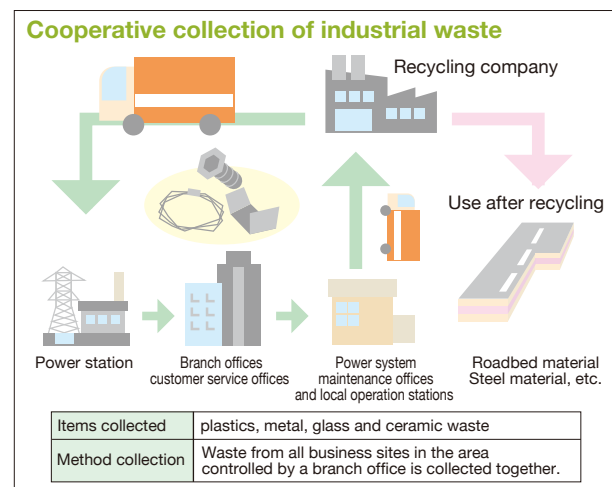 Cooperative collection of industrial waste
Recycling company
Use after recycling
Power station
Branch offices
customer service offices
Power system
maintenance offices
and local operation stations
Roadbed material
Steel material, etc.
Items collected
plastics, metal, glass and ceramic waste
Method collection
Waste from all business sites in the area
controlled by a branch office is collected together.